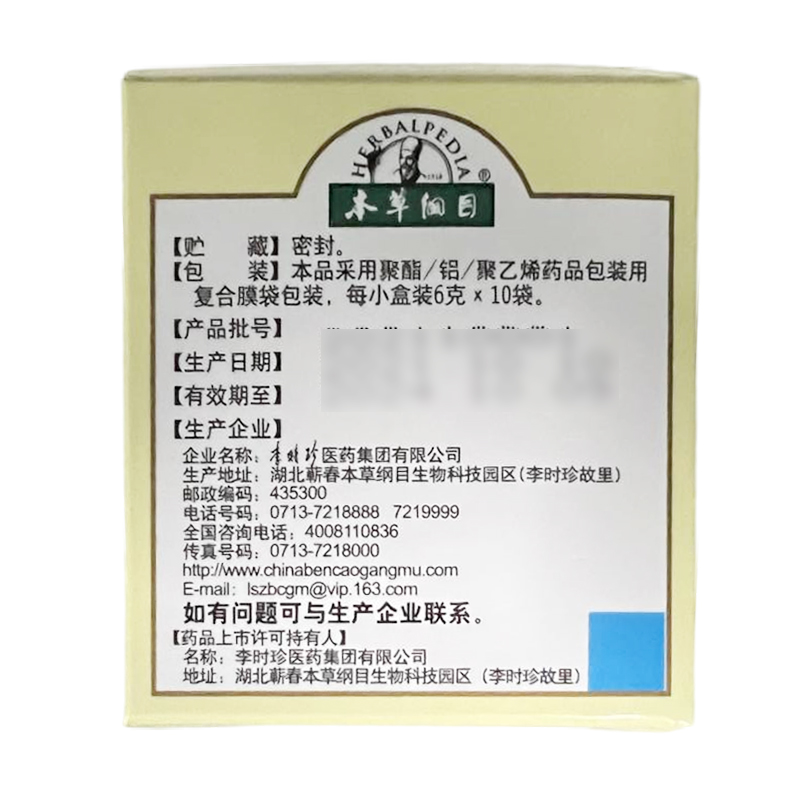 HERBALPEDIA
®
本草纲目
【贮 藏】密封。
【包 装】本品采用聚酯/铝/聚乙烯药品包装用
复合膜袋包装，每小盒装6克×10袋。
【产品批号】
【生产日期】
【有效期至】
【生产企业】
企业名称：李时珍医药集团有限公司
生产地址：湖北蕲春本草纲目生物科技园区(李时珍故里)
邮政编码：435300
电话号码：0713-7218888 7219999
全国咨询电话：4008110836
传真号码：0713-7218000
http://www.chinabencaogangmu.com
E-mail：lszbcgm@vip.163.com
如有问题可与生产企业联系。
【药品上市许可持有人】
名称：李时珍医药集团有限公司
地址：湖北蕲春本草纲目生物科技园区（李时珍故里）